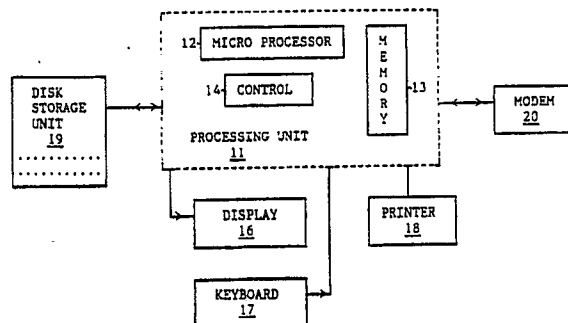 12 MICRO PROCESSOR
14 CONTROL
MEMORY
13
PROCESSING UNIT
11
DISK
STORAGE
UNIT
19
MODEM
20
DISPLAY
16
PRINTER
18
KEYBOARD
17